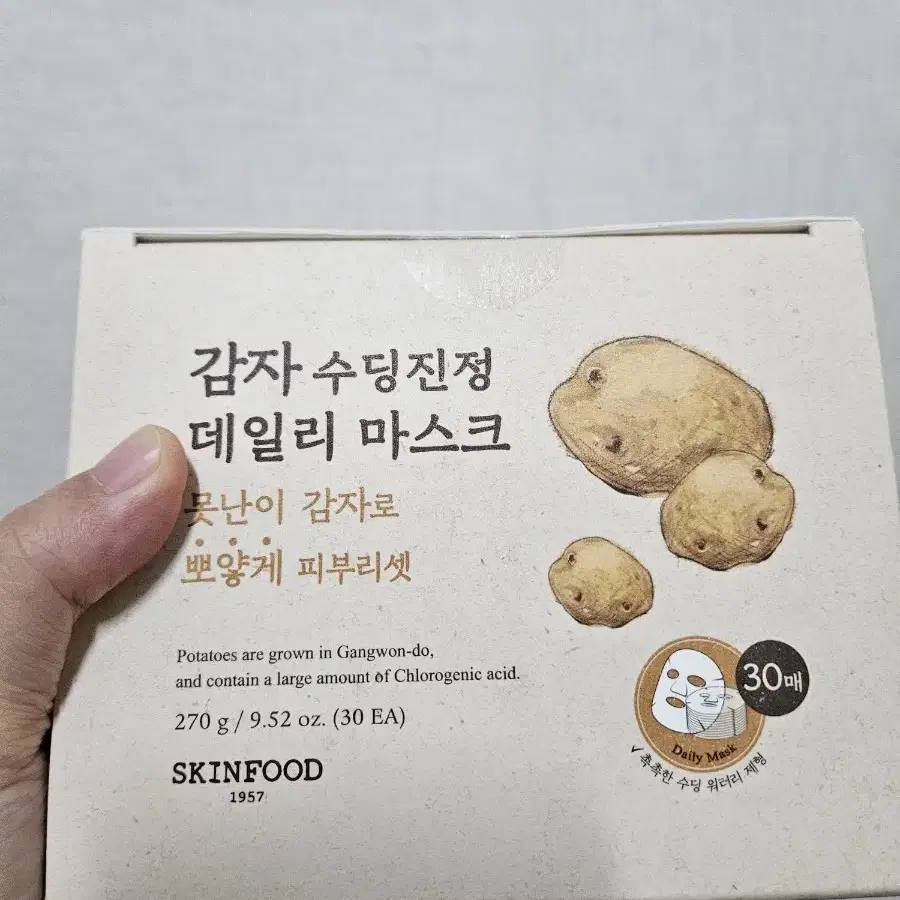 감자 수딩진정
데일리 마스크
못난이 감자로
뽀얗게 피부리셋
Potatoes are grown in Gangwon-do,
and contain a large amount of Chlorogenic acid.
270 g / 9.52 oz. (30 EA)
SKINFOOD
1957
30매
Daily Mask
촉촉한 수딩 워터리 제형